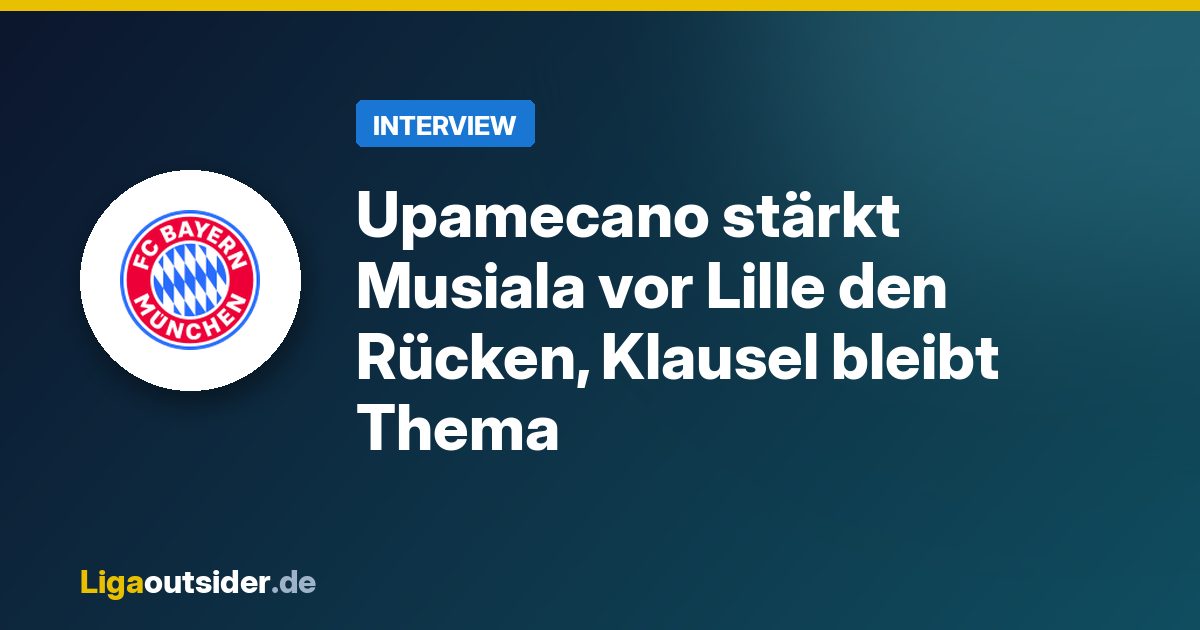 INTERVIEW
FC BAYERN
MÜNCHEN
Upamecano stärkt
Musiala vor Lille den
Rücken, Klausel bleibt
Thema
Ligaoutsider.de